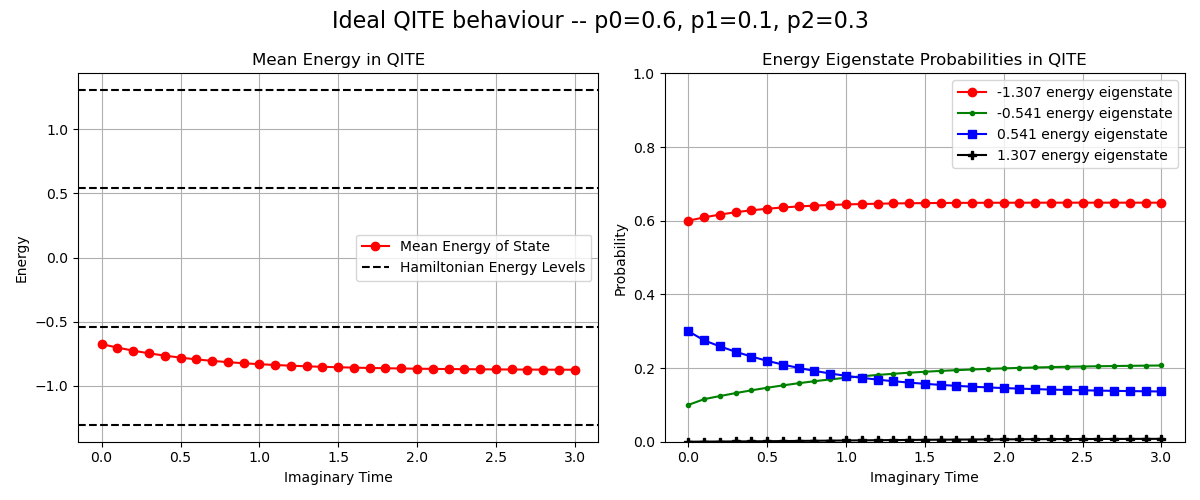 Ideal QITE behaviour -- p0=0.6, p1=0.1, p2=0.3
Mean Energy in QITE
Energy
1.0
0.5
0.0
−0.5
−1.0
Mean Energy of State
Hamiltonian Energy Levels
0.0 0.5 1.0 1.5 2.0 2.5 3.0
Imaginary Time
Energy Eigenstate Probabilities in QITE
Probability
1.0
0.8
0.6
0.4
0.2
0.0
-1.307 energy eigenstate
-0.541 energy eigenstate
0.541 energy eigenstate
1.307 energy eigenstate
0.0 0.5 1.0 1.5 2.0 2.5 3.0
Imaginary Time